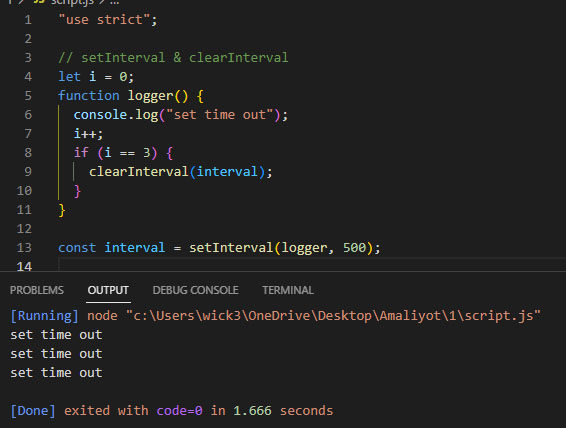 script.js > ...
1 "use strict";
2
3 // setInterval & clearInterval
4 let i = 0;
5 function logger() {
6 console.log("set time out");
7 i++;
8 if (i == 3) {
9 clearInterval(interval);
10 }
11 }
12
13 const interval = setInterval(logger, 500);
14
PROBLEMS OUTPUT DEBUG CONSOLE TERMINAL
[Running] node "c:\Users\wick3\OneDrive\Desktop\Amaliyot\1\script.js"
set time out
set time out
set time out
[Done] exited with code=0 in 1.666 seconds